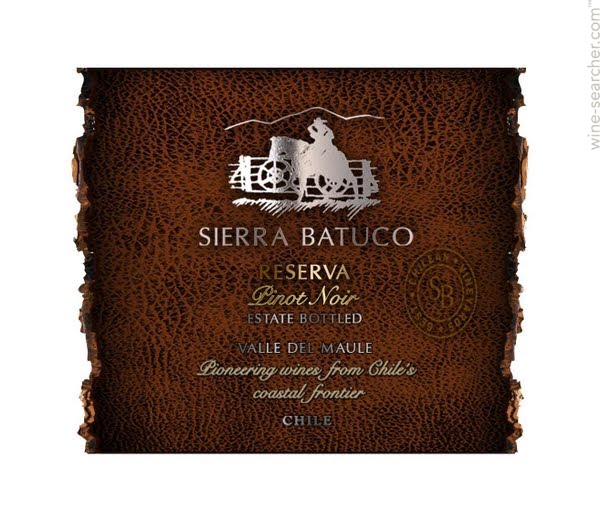 SIERRA BATUCO
RESERVA
Pinot Noir
ESTATE BOTTLED
VALLE DEL MAULE
Pioneering wines from Chile's
coastal frontier
CHILE
SB
wine-searcher.com™